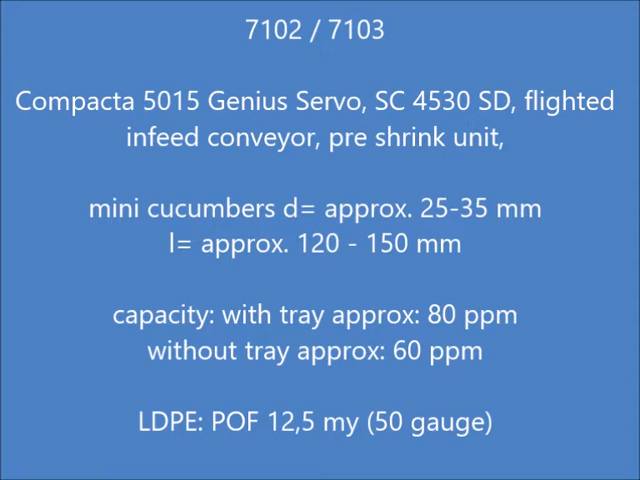 7102 / 7103
Compacta 5015 Genius Servo, SC 4530 SD, flighted
infeed conveyor, pre shrink unit,
mini cucumbers d= approx. 25-35 mm
l= approx. 120 - 150 mm
capacity: with tray approx: 80 ppm
without tray approx: 60 ppm
LDPE: POF 12,5 my (50 gauge)